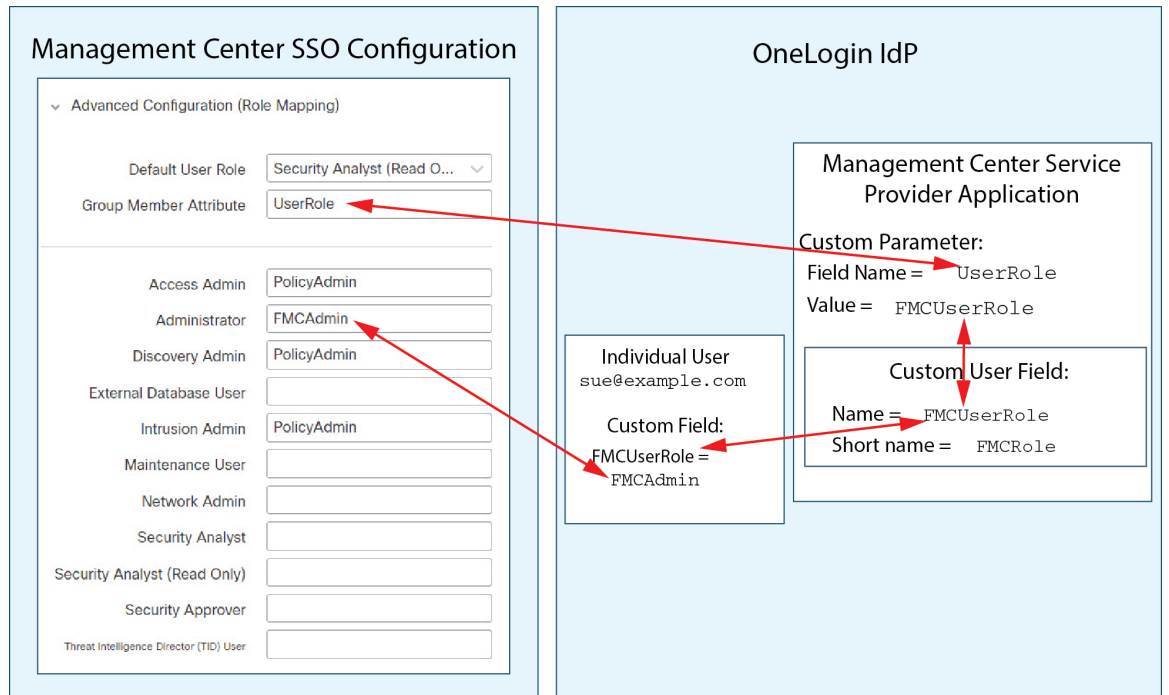 Management Center SSO Configuration
Advanced Configuration (Role Mapping)
Default User Role Security Analyst (Read O...
Group Member Attribute UserRole
Access Admin PolicyAdmin
Administrator FMCAdmin
Discovery Admin PolicyAdmin
External Database User
Intrusion Admin PolicyAdmin
Maintenance User
Network Admin
Security Analyst
Security Analyst (Read Only)
Security Approver
Threat Intelligence Director (TID) User
OneLogin IdP
Individual User
sue@example.com
Custom Field:
FMCUserRole =
FMCAdmin
Management Center Service
Provider Application
Custom Parameter:
Field Name = UserRole
Value = FMCUserRole
Custom User Field:
Name = FMCUserRole
Short name = FMCRole